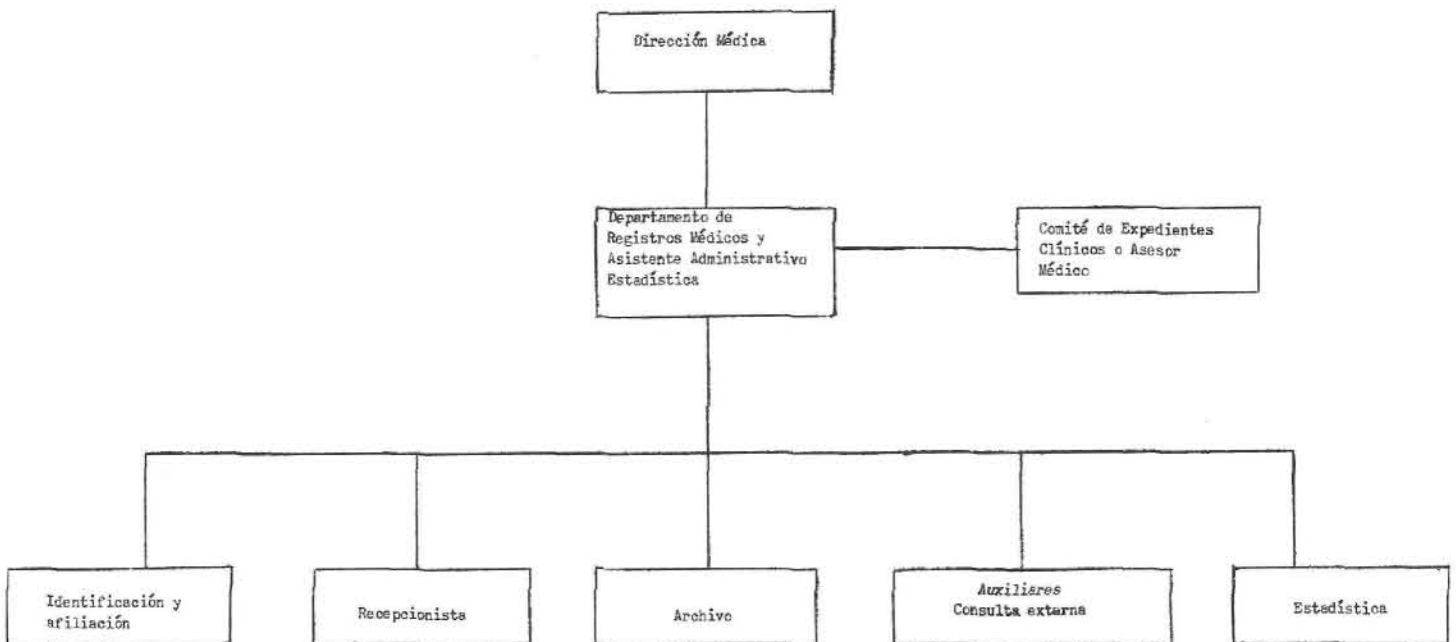 Dirección Médica
Departamento de
Registros Médicos y
Asistente Administrativo
Estadística
Comité de Expedientes
Clínicos o Asesor
Médico
Identificación y
afiliación
Recepcionista
Archivo
Auxiliares
Consulta externa
Estadística